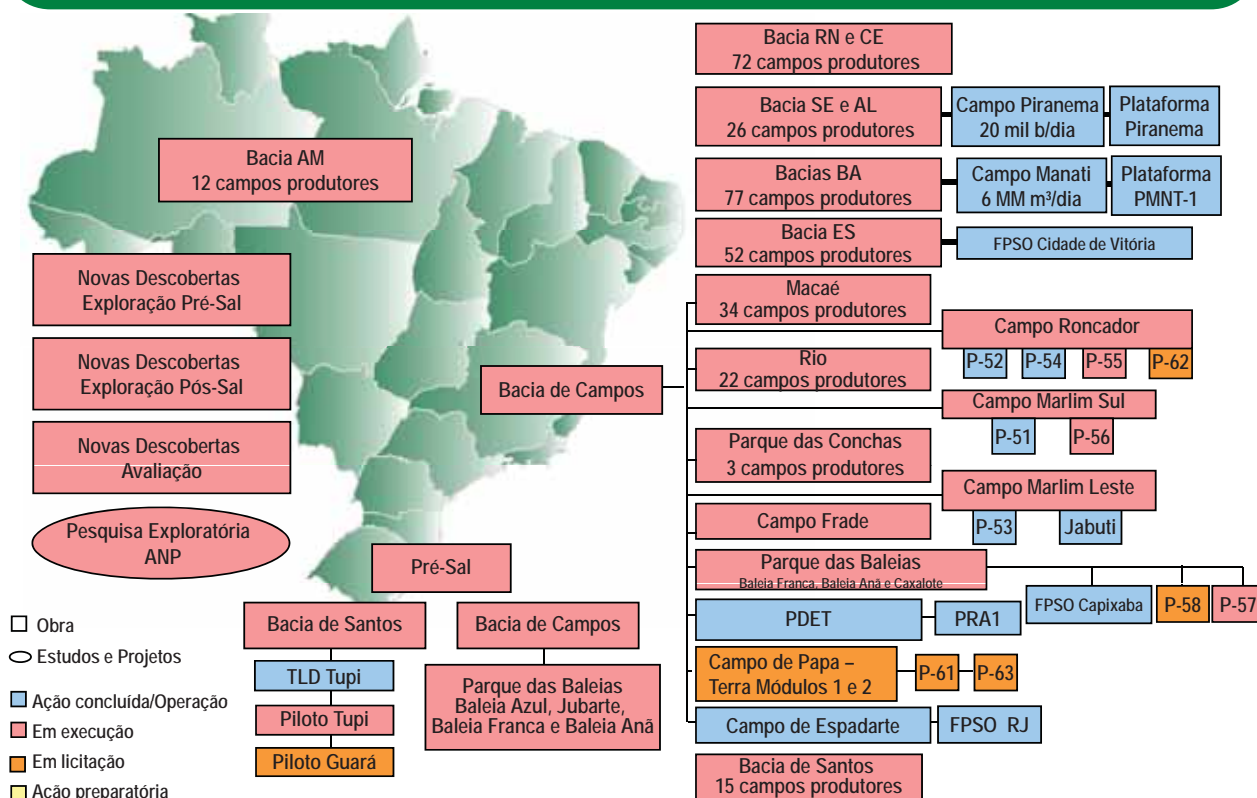 Bacia RN e CE
72 campos produtores
Bacia SE e AL
26 campos produtores
Campo Piranema
20 mil b/dia
Plataforma
Piranema
Bacia AM
12 campos produtores
Bacias BA
77 campos produtores
Campo Manati
6 MM m³/dia
Plataforma
PMNT-1
Bacia ES
52 campos produtores
FPSO Cidade de Vitória
Novas Descobertas
Exploração Pré-Sal
Novas Descobertas
Exploração Pós-Sal
Novas Descobertas
Avaliação
Pesquisa Exploratória
ANP
Bacia de Campos
Macaé
34 campos produtores
Campo Roncador
P-52
P-54
P-55
P-62
Rio
22 campos produtores
Campo Marlim Sul
P-51
P-56
Parque das Conchas
3 campos produtores
Campo Marlim Leste
P-53
Jabuti
Campo Frade
Parque das Baleias
Baleia Franca, Baleia Anã e Caxalote
FPSO Capixaba
P-58
P-57
PDET
PRA1
Campo de Papa –
Terra Módulos 1 e 2
P-61
P-63
Campo de Espadarte
FPSO RJ
Bacia de Santos
15 campos produtores
Pré-Sal
Bacia de Santos
TLD Tupi
Piloto Tupi
Piloto Guará
Bacia de Campos
Parque das Baleias
Baleia Azul, Jubarte,
Baleia Franca e Baleia Anã
Obra
Estudos e Projetos
Ação concluída/Operação
Em execução
Em licitação
Ação preparatória